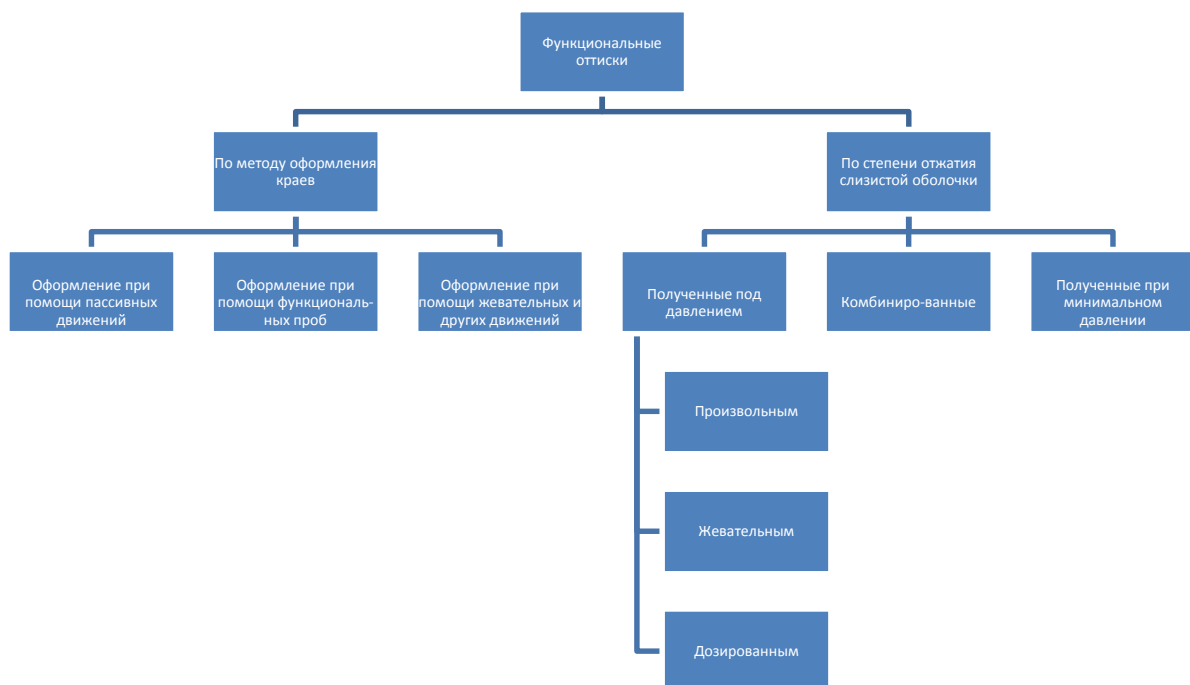 Функциональные
оттиски
По методу оформления
краев
По степени отжатия
слизистой оболочки
Оформление при
помощи пассивных
движений
Оформление при
помощи функциональ-
ных проб
Оформление при
помощи жевательных и
других движений
Полученные под
давлением
Комбиниро-ванные
Полученные при
минимальном
давлении
Произвольным
Жевательным
Дозированным